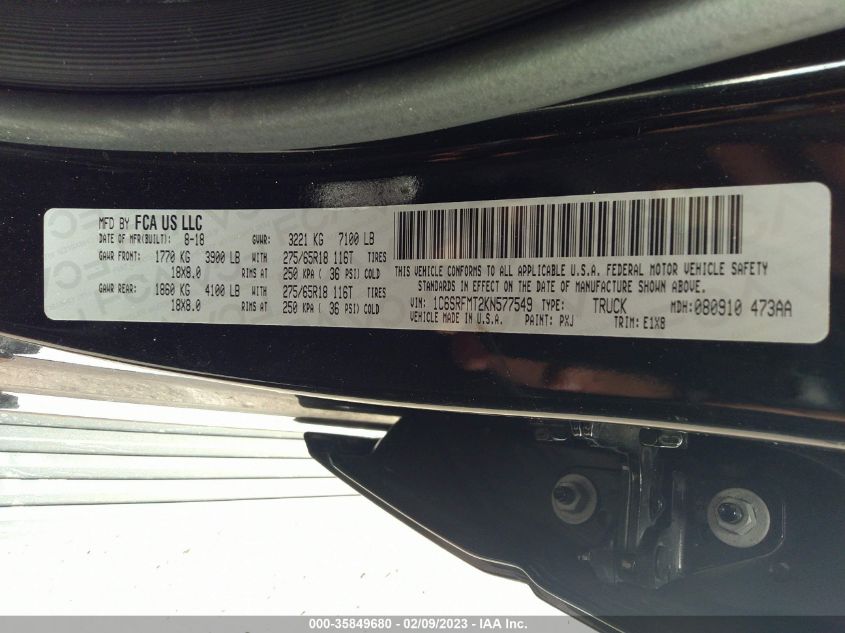 MFD BY FCA US LLC
DATE OF MFR(BUILT): 8-18 GVWR: 3221 KG 7100 LB
GAWR FRONT: 1770 KG 3900 LB WITH 275/65R18 116T TIRES
18X8.0 RIMS AT 250 KPA ( 36 PSI) COLD
GAWR REAR: 1860 KG 4100 LB WITH 275/65R18 116T TIRES
18X8.0 RIMS AT 250 KPA ( 36 PSI) COLD
THIS VEHICLE CONFORMS TO ALL APPLICABLE U.S.A. FEDERAL MOTOR VEHICLE SAFETY
STANDARDS IN EFFECT ON THE DATE OF MANUFACTURE SHOWN ABOVE.
VIN: 1C6SRFMT2KN577549 TYPE: TRUCK MDH:080910 473AA
VEHICLE MADE IN U.S.A. PAINT: PXJ TRIM: E1X8
000-35849680 - 02/09/2023 - IAA Inc.